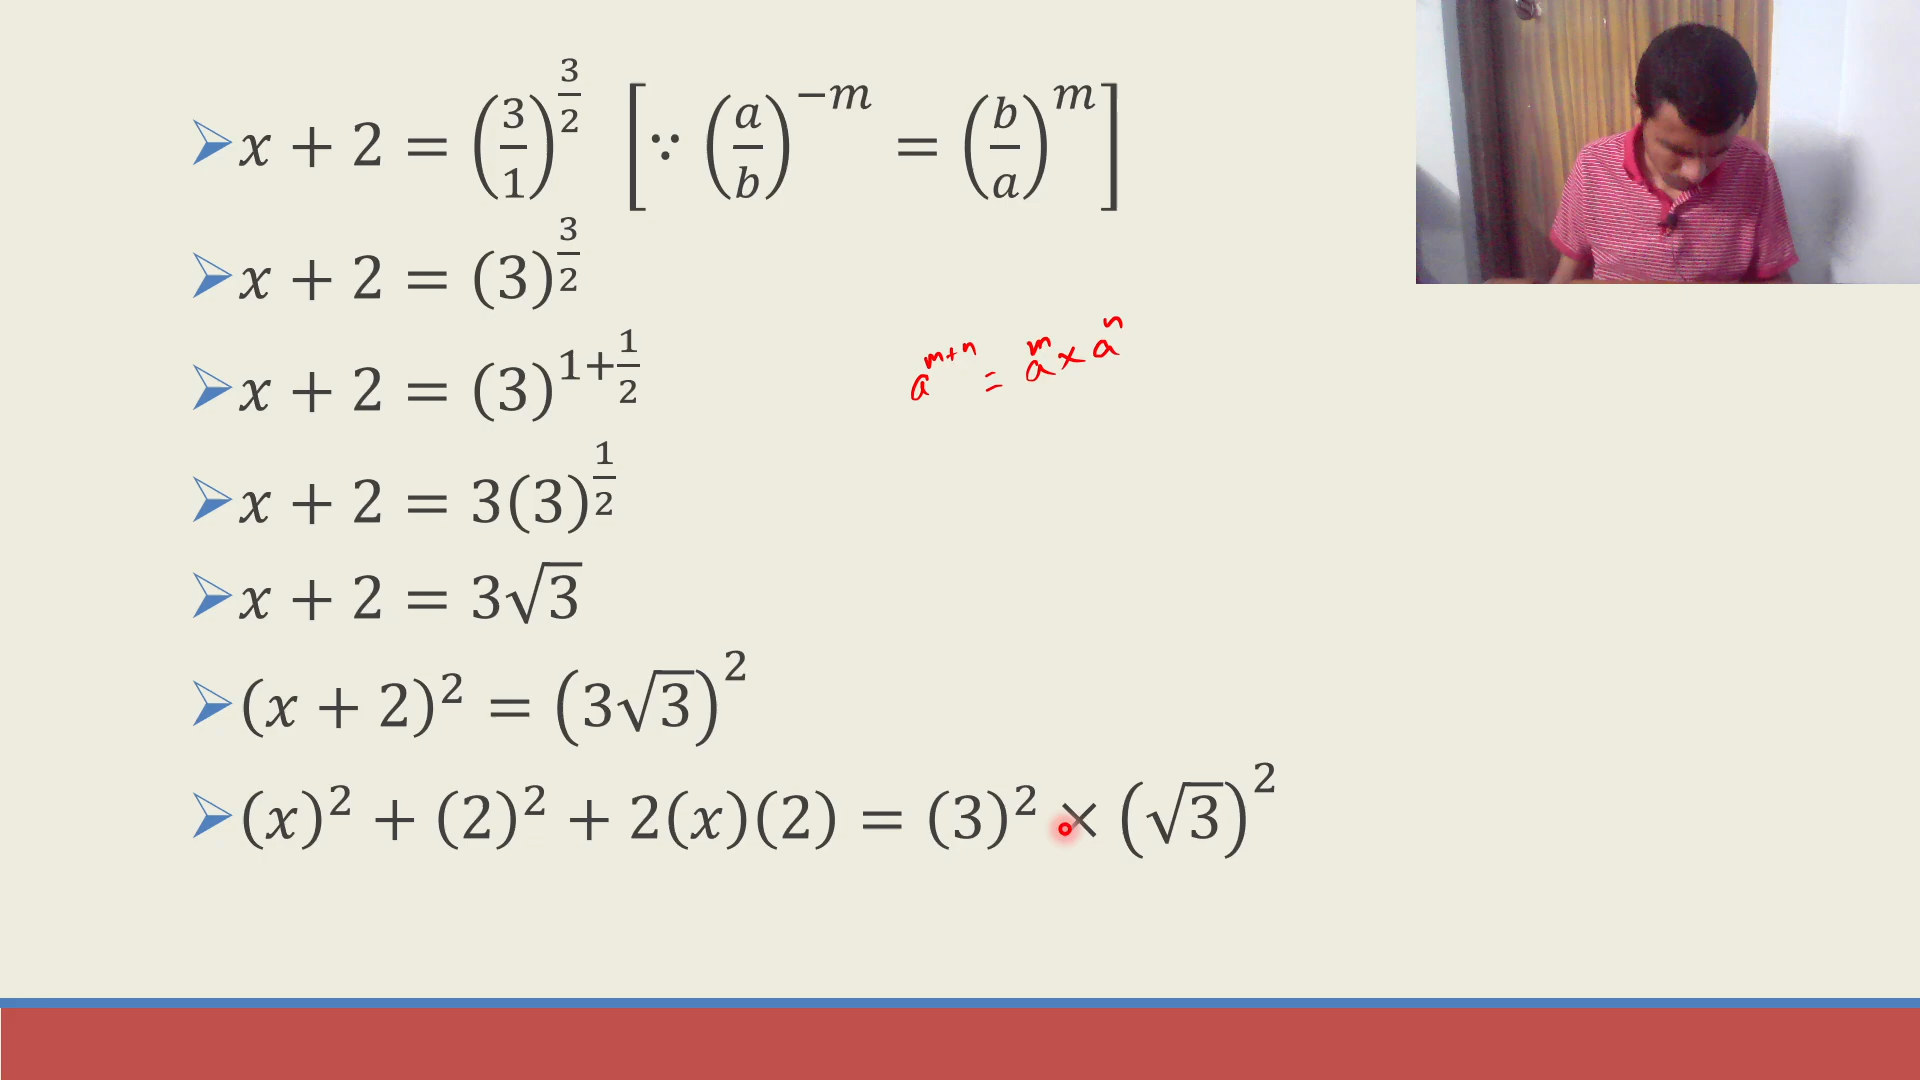 ➢x + 2 = (3/1)^(3/2) [∵ (a/b)^(−m) = (b/a)^m]
➢x + 2 = (3)^(3/2)
➢x + 2 = (3)^(1+1/2)
a^(m+n) = a^m × a^n
➢x + 2 = 3(3)^(1/2)
➢x + 2 = 3√3
➢(x + 2)² = (3√3)²
➢(x)² + (2)² + 2(x)(2) = (3)² × (√3)²